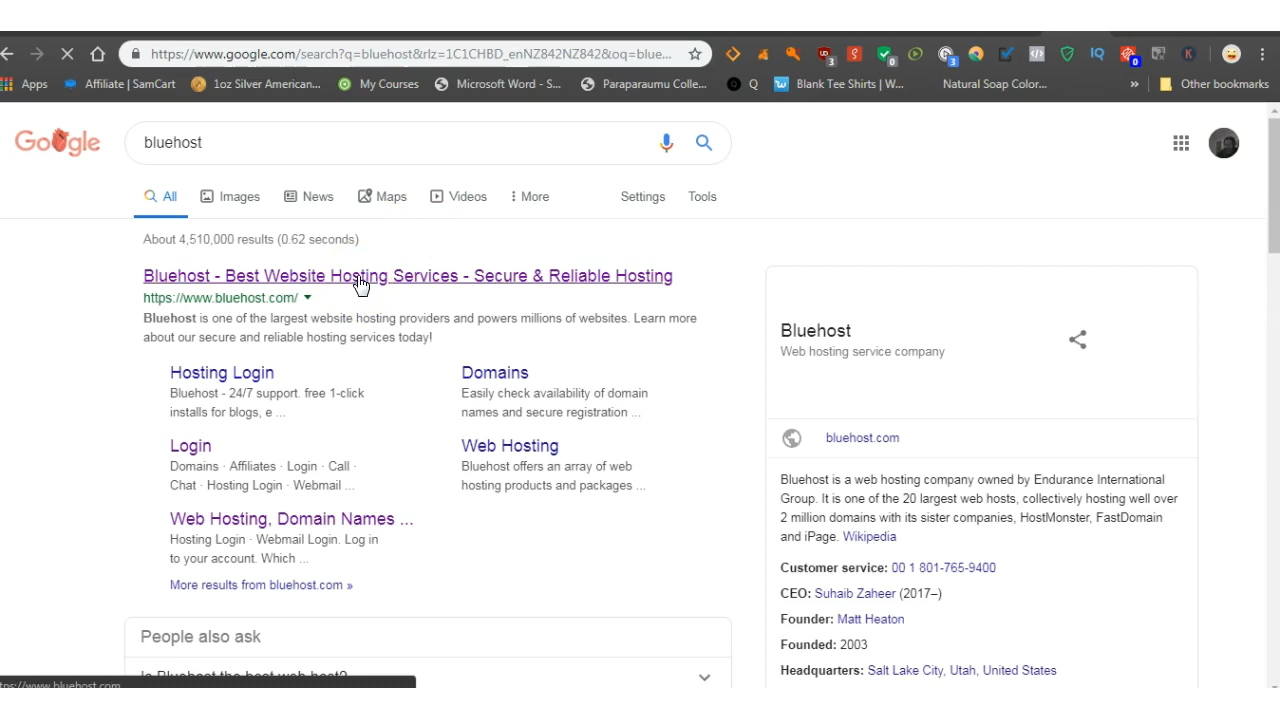 https://www.google.com/search?q=bluehost&rlz=1C1CHBD_enNZ842NZ842&oq=blue...
3 0 3 IQ 0 K
Apps Affiliate | SamCart 1oz Silver American... My Courses Microsoft Word - S... Paraparaumu Colle... Q Blank Tee Shirts | W... Natural Soap Color... » Other bookmarks
Google
bluehost
All Images News Maps Videos More Settings Tools
About 4,510,000 results (0.62 seconds)
Bluehost - Best Website Hosting Services - Secure & Reliable Hosting
https://www.bluehost.com/
Bluehost is one of the largest website hosting providers and powers millions of websites. Learn more
about our secure and reliable hosting services today!
Hosting Login
Bluehost - 24/7 support. free 1-click
installs for blogs, e ...
Domains
Easily check availability of domain
names and secure registration ...
Login
Domains · Affiliates · Login · Call ·
Chat · Hosting Login · Webmail ...
Web Hosting
Bluehost offers an array of web
hosting products and packages ...
Web Hosting, Domain Names ...
Hosting Login · Webmail Login. Log in
to your account. Which ...
More results from bluehost.com »
People also ask
Is Bluehost the best web host?
tps://www.bluehost.com
Bluehost
Web hosting service company
bluehost.com
Bluehost is a web hosting company owned by Endurance International
Group. It is one of the 20 largest web hosts, collectively hosting well over
2 million domains with its sister companies, HostMonster, FastDomain
and iPage. Wikipedia
Customer service: 00 1 801-765-9400
CEO: Suhaib Zaheer (2017–)
Founder: Matt Heaton
Founded: 2003
Headquarters: Salt Lake City, Utah, United States